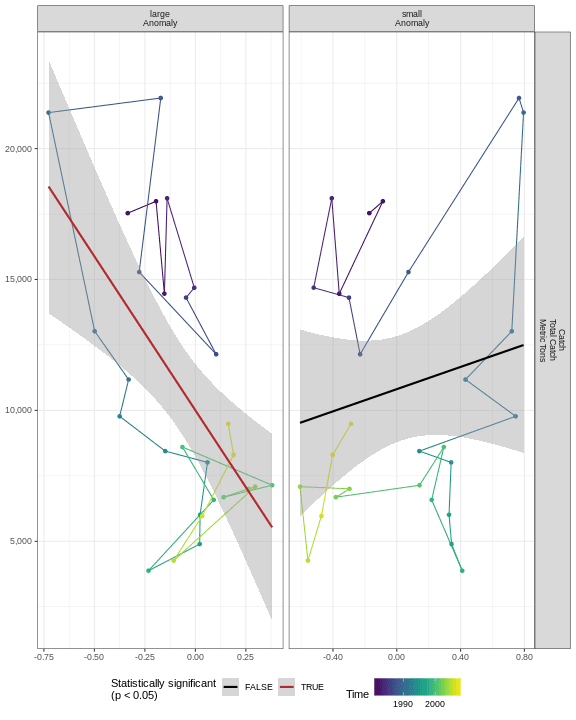 large
Anomaly
small
Anomaly
20,000
15,000
10,000
5,000
Catch
Total Catch
Metric Tons
-0.75
-0.50
-0.25
0.00
0.25
-0.40
0.00
0.40
0.80
Statistically significant
(p < 0.05)
FALSE
TRUE
Time
1990
2000